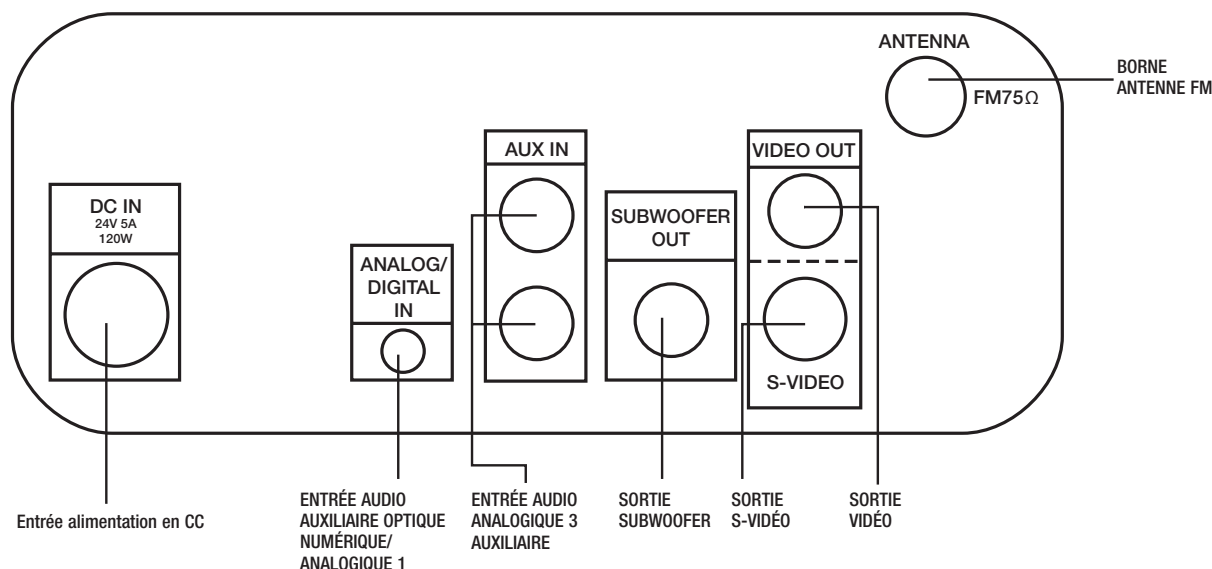 ANTENNA
FM75Ω
BORNE
ANTENNE FM
AUX IN
VIDEO OUT
DC IN
24V 5A
120W
SUBWOOFER
OUT
ANALOG/
DIGITAL
IN
S-VIDEO
Entrée alimentation en CC
ENTRÉE AUDIO
AUXILIAIRE OPTIQUE
NUMÉRIQUE/
ANALOGIQUE 1
ENTRÉE AUDIO
ANALOGIQUE 3
AUXILIAIRE
SORTIE
SUBWOOFER
SORTIE
S-VIDÉO
SORTIE
VIDÉO